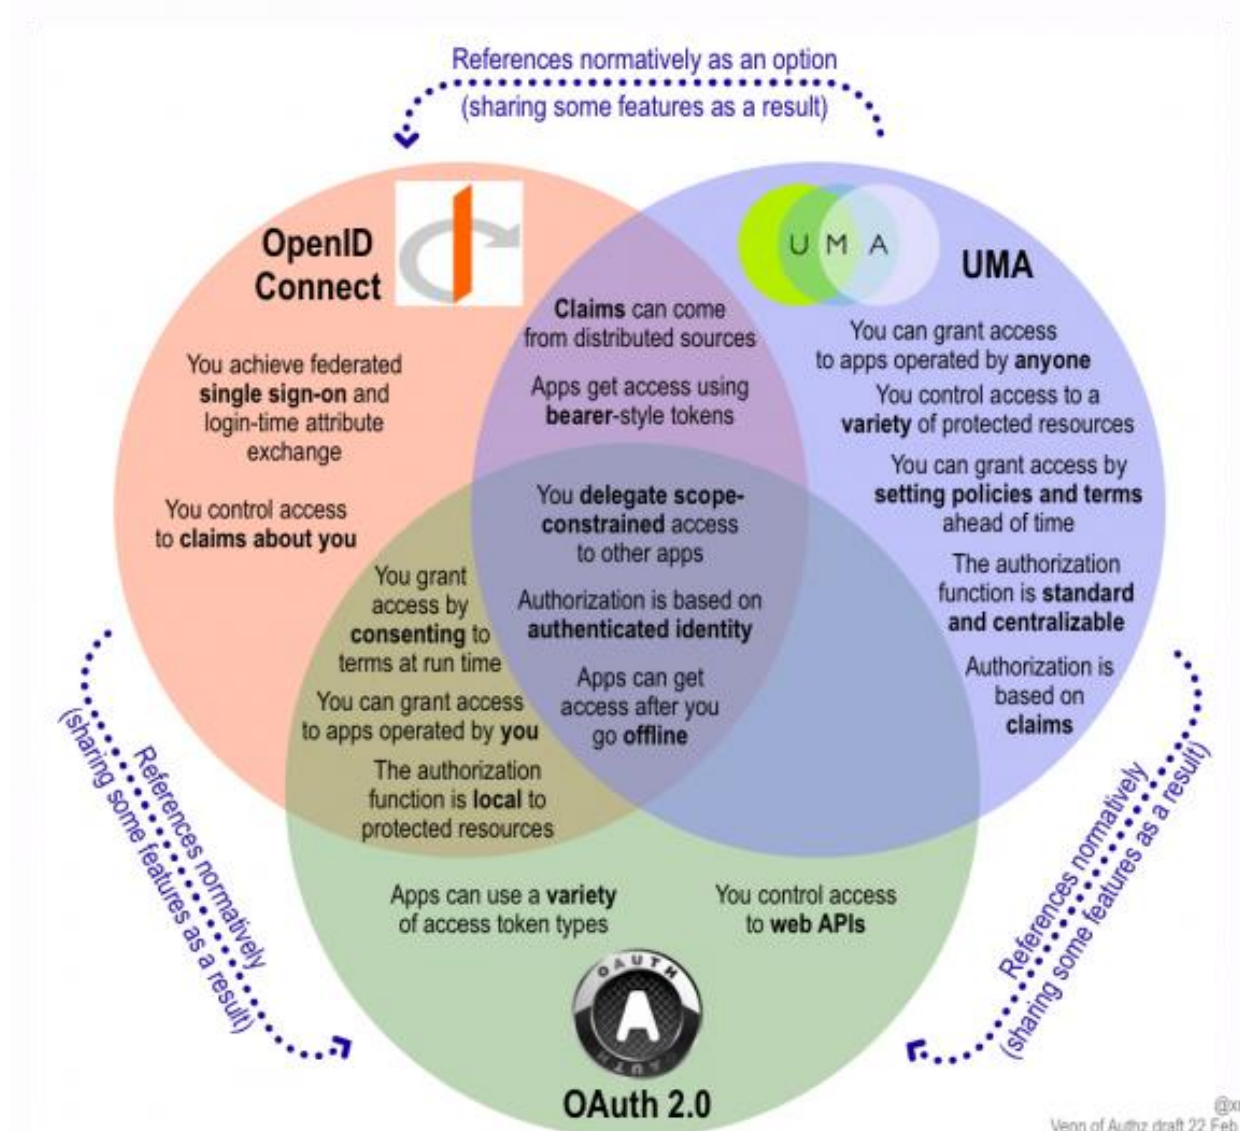 References normatively as an option
(sharing some features as a result)
OpenID
Connect
U M A
UMA
Claims can come
from distributed sources
Apps get access using
bearer-style tokens
You achieve federated
single sign-on and
login-time attribute
exchange
You control access
to claims about you
You can grant access
to apps operated by anyone
You control access to a
variety of protected resources
You can grant access by
setting policies and terms
ahead of time
The authorization
function is standard
and centralizable
Authorization is
based on
claims
You delegate scope-
constrained access
to other apps
Authorization is based on
authenticated identity
Apps can get
access after you
go offline
You grant
access by
consenting to
terms at run time
You can grant access
to apps operated by you
The authorization
function is local to
protected resources
References normatively
(sharing some features as a result)
References normatively
(sharing some features as a result)
Apps can use a variety
of access token types
You control access
to web APIs
OAUTH
A
OAUTH
OAuth 2.0
Venn of Authz draft 22 Feb